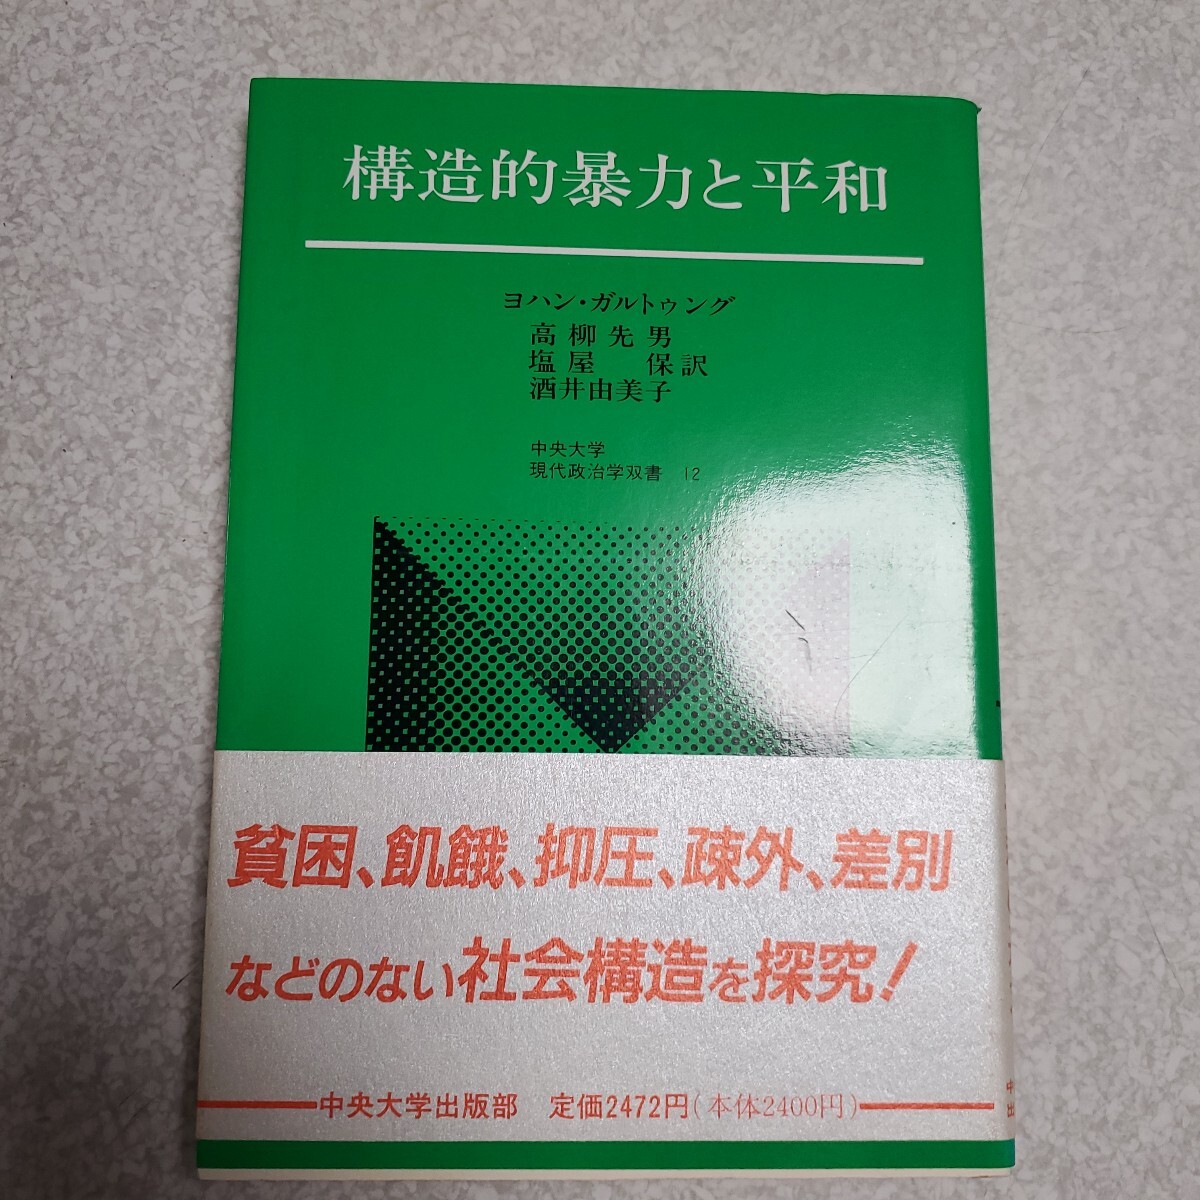 構造的暴力と平和
ヨハン・ガルトゥング
高柳先男
塩屋 保訳
酒井由美子
中央大学
現代政治学双書 12
貧困、飢餓、抑圧、疎外、差別
などのない社会構造を探究!
中央大学出版部 定価2472円(本体2400円)